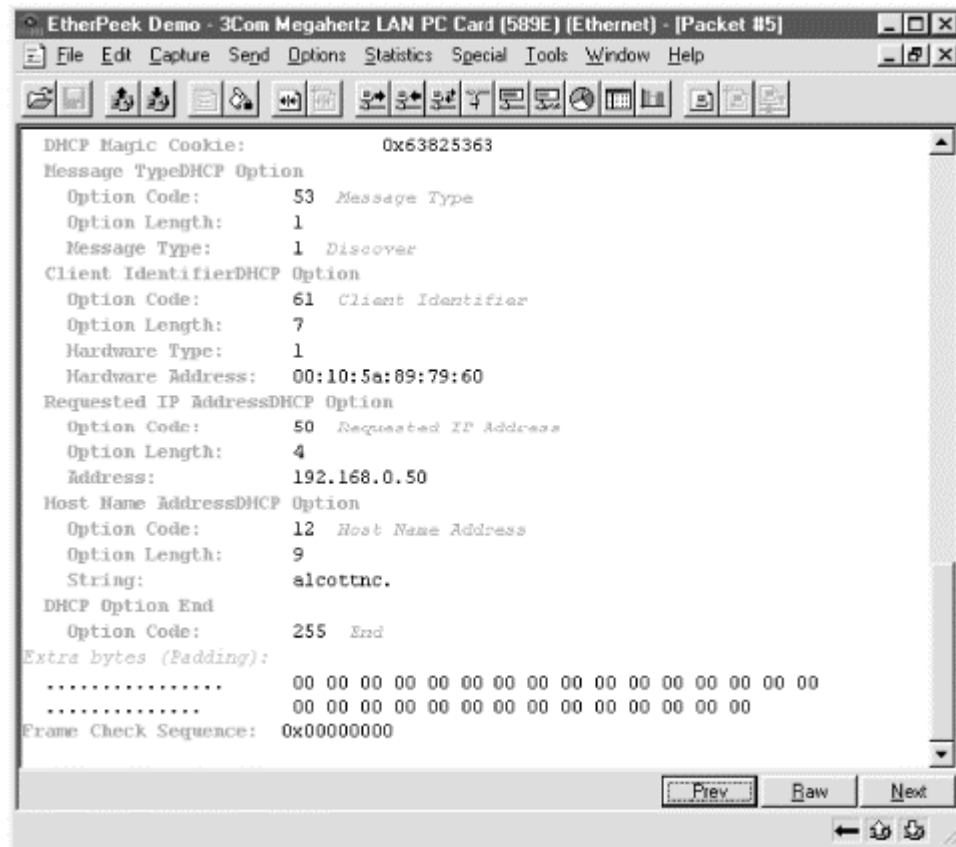 EtherPeek Demo - 3Com Megahertz LAN PC Card (589E) (Ethernet) - [Packet #5]
File Edit Capture Send Options Statistics Special Tools Window Help
DHCP Magic Cookie: 0x63825363
Message TypeDHCP Option
Option Code: 53 Message Type
Option Length: 1
Message Type: 1 Discover
Client IdentifierDHCP Option
Option Code: 61 Client Identifier
Option Length: 7
Hardware Type: 1
Hardware Address: 00:10:5a:89:79:60
Requested IP AddressDHCP Option
Option Code: 50 Requested IP Address
Option Length: 4
Address: 192.168.0.50
Host Name AddressDHCP Option
Option Code: 12 Host Name Address
Option Length: 9
String: alcottnc.
DHCP Option End
Option Code: 255 End
Extra bytes (Padding):
................ 00 00 00 00 00 00 00 00 00 00 00 00 00 00 00 00
.............. 00 00 00 00 00 00 00 00 00 00 00 00 00 00
Frame Check Sequence: 0x00000000
Prev Raw Next